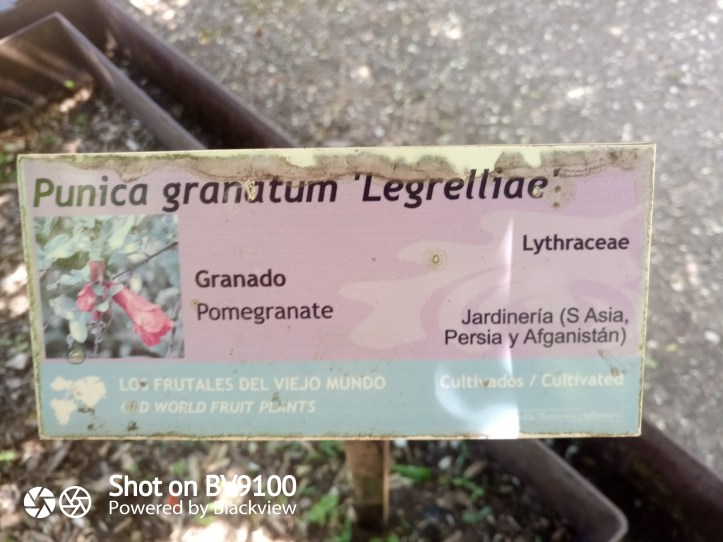 Punica granatum 'Legrelliae'
Lythraceae
Granado
Pomegranate
Jardinería (S Asia,
Persia y Afganistán)
LOS FRUTALES DEL VIEJO MUNDO
OLD WORLD FRUIT PLANTS
Cultivados / Cultivated
Shot on BV9100
Powered by Blackview